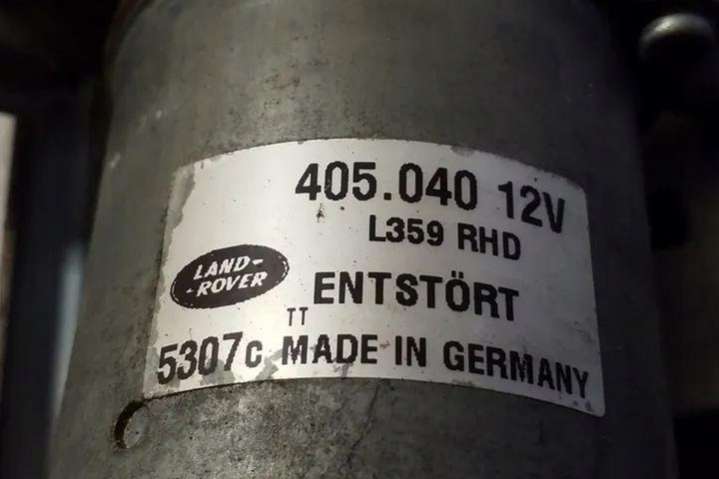 405.040 12V
L359 RHD
LAND-
-ROVER
ENTSTÖRT
TT
5307c MADE IN GERMANY